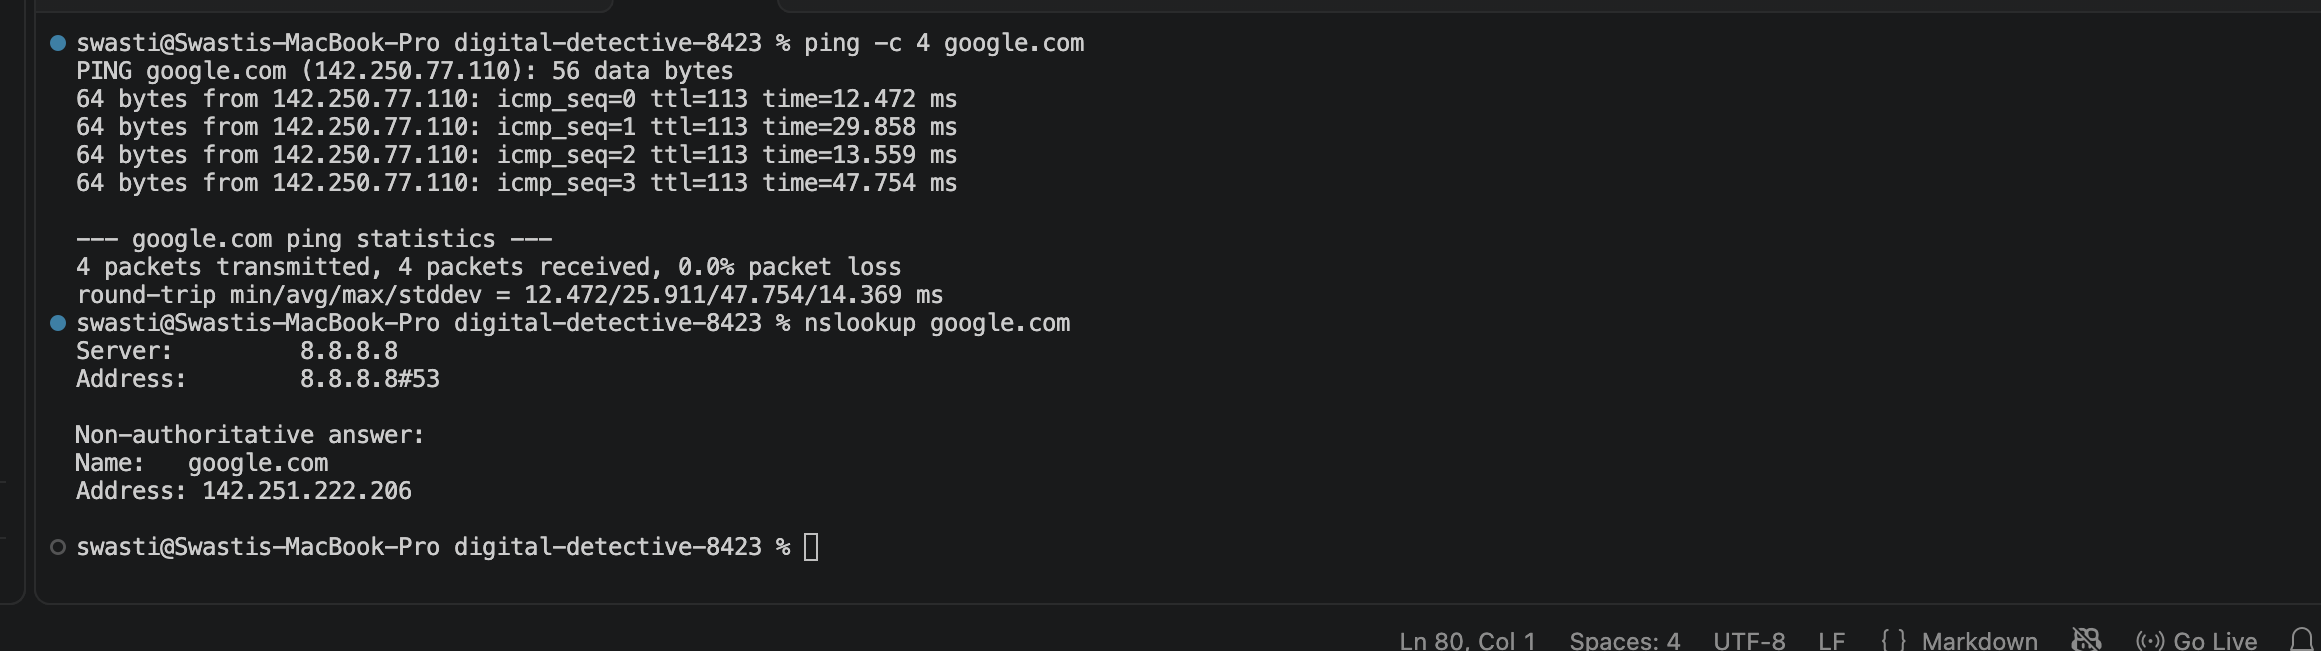 swasti@Swastis-MacBook-Pro digital-detective-8423 % ping -c 4 google.com
PING google.com (142.250.77.110): 56 data bytes
64 bytes from 142.250.77.110: icmp_seq=0 ttl=113 time=12.472 ms
64 bytes from 142.250.77.110: icmp_seq=1 ttl=113 time=29.858 ms
64 bytes from 142.250.77.110: icmp_seq=2 ttl=113 time=13.559 ms
64 bytes from 142.250.77.110: icmp_seq=3 ttl=113 time=47.754 ms
--- google.com ping statistics ---
4 packets transmitted, 4 packets received, 0.0% packet loss
round-trip min/avg/max/stddev = 12.472/25.911/47.754/14.369 ms
swasti@Swastis-MacBook-Pro digital-detective-8423 % nslookup google.com
Server: 8.8.8.8
Address: 8.8.8.8#53
Non-authoritative answer:
Name: google.com
Address: 142.251.222.206
swasti@Swastis-MacBook-Pro digital-detective-8423 %
Ln 80, Col 1 Spaces: 4 UTF-8 LF {} Markdown Go Live